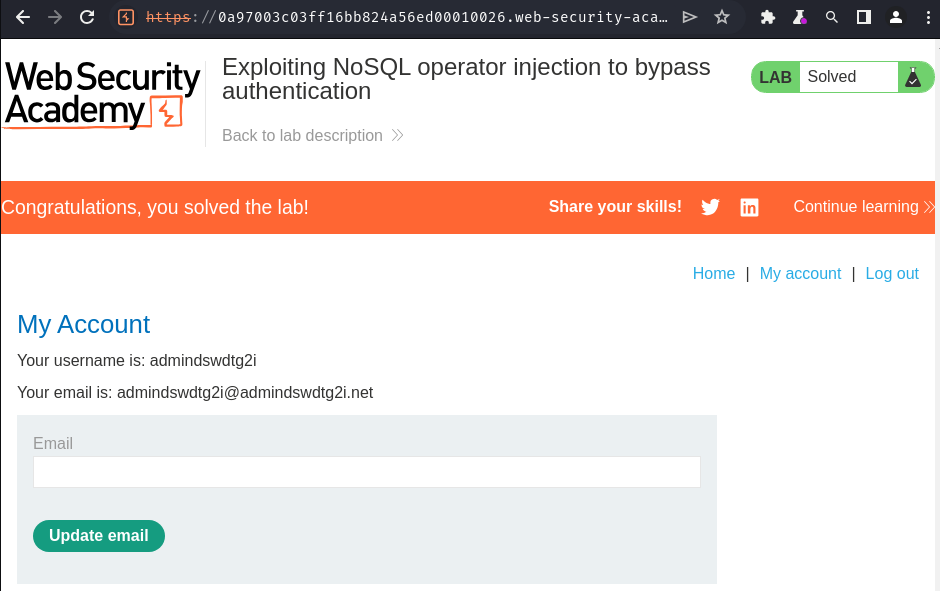 https://0a97003c03ff16bb824a56ed00010026.web-security-aca…
Web Security
Academy
Exploiting NoSQL operator injection to bypass
authentication
Back to lab description
LAB Solved
Congratulations, you solved the lab!
Share your skills!
Continue learning
Home | My account | Log out
My Account
Your username is: admindswdtg2i
Your email is: admindswdtg2i@admindswdtg2i.net
Email
Update email